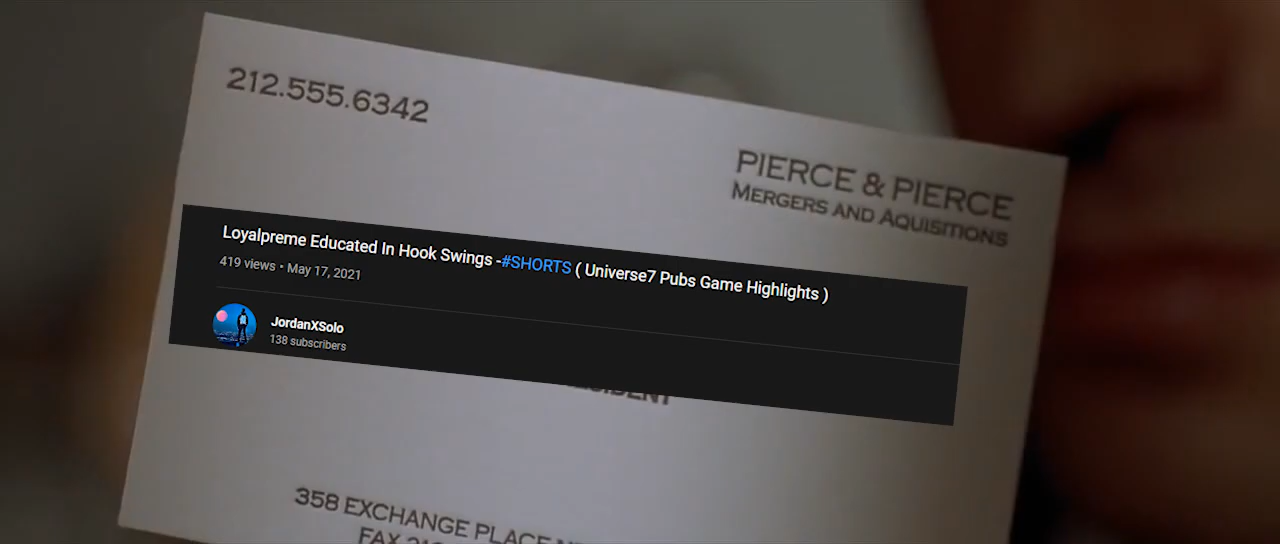 212.555.6342
PIERCE & PIERCE
MERGERS AND AQUISITIONS
Loyalpreme Educated In Hook Swings -#SHORTS ( Universe7 Pubs Game Highlights )
419 views • May 17, 2021
JordanXSolo
138 subscribers
358 EXCHANGE PLACE
FAX